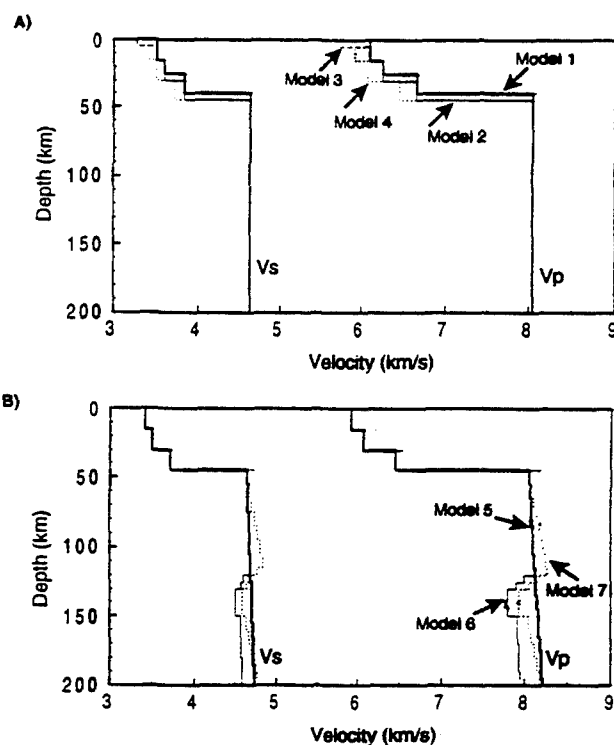 A)
0
50
100
150
200
Depth (km)
Model 3
Model 4
Model 1
Model 2
Vs
Vp
3 4 5 6 7 8 9
Velocity (km/s)
B)
0
50
100
150
200
Depth (km)
Model 5
Model 7
Model 6
Vs
Vp
3 4 5 6 7 8 9
Velocity (km/s)